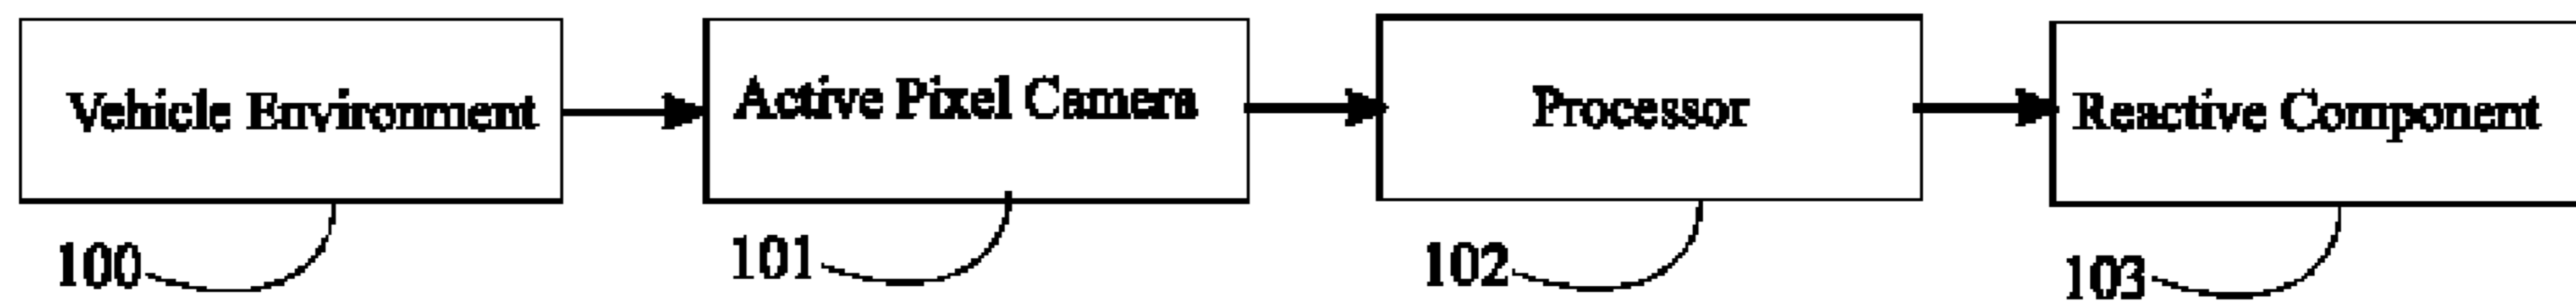 Vehicle Environment
Active Pixel Camera
Processor
Reactive Component
100
101
102
103